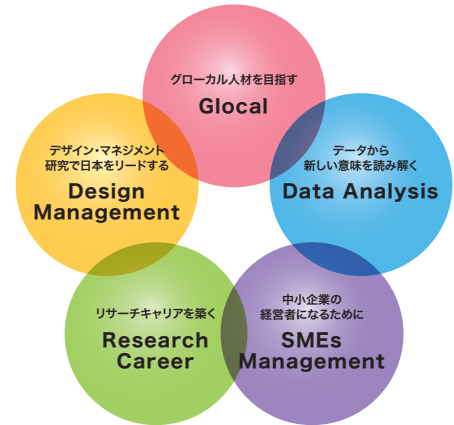 グローカル人材を目指す
Glocal
デザイン・マネジメント
研究で日本をリードする
Design
Management
データから
新しい意味を読み解く
Data Analysis
リサーチキャリアを築く
Research
Career
中小企業の
経営者になるために
SMEs
Management